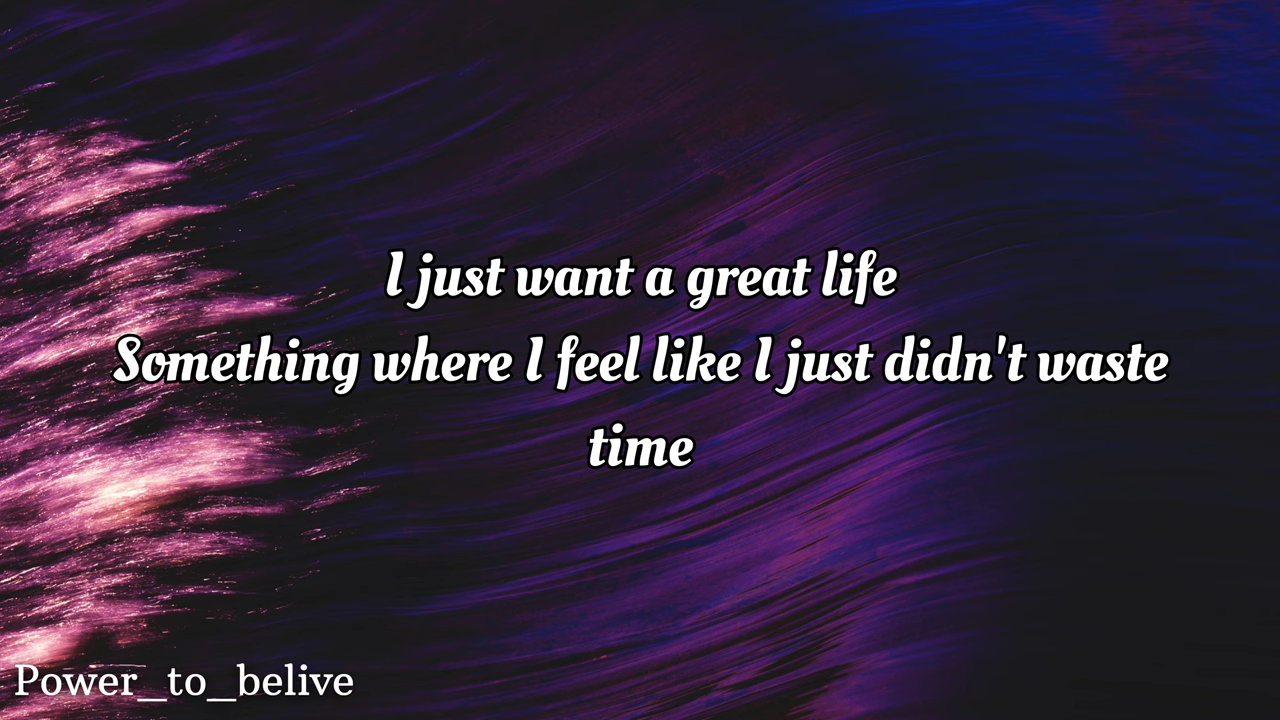 I just want a great life
Something where I feel like I just didn't waste
time
Power_to_belive